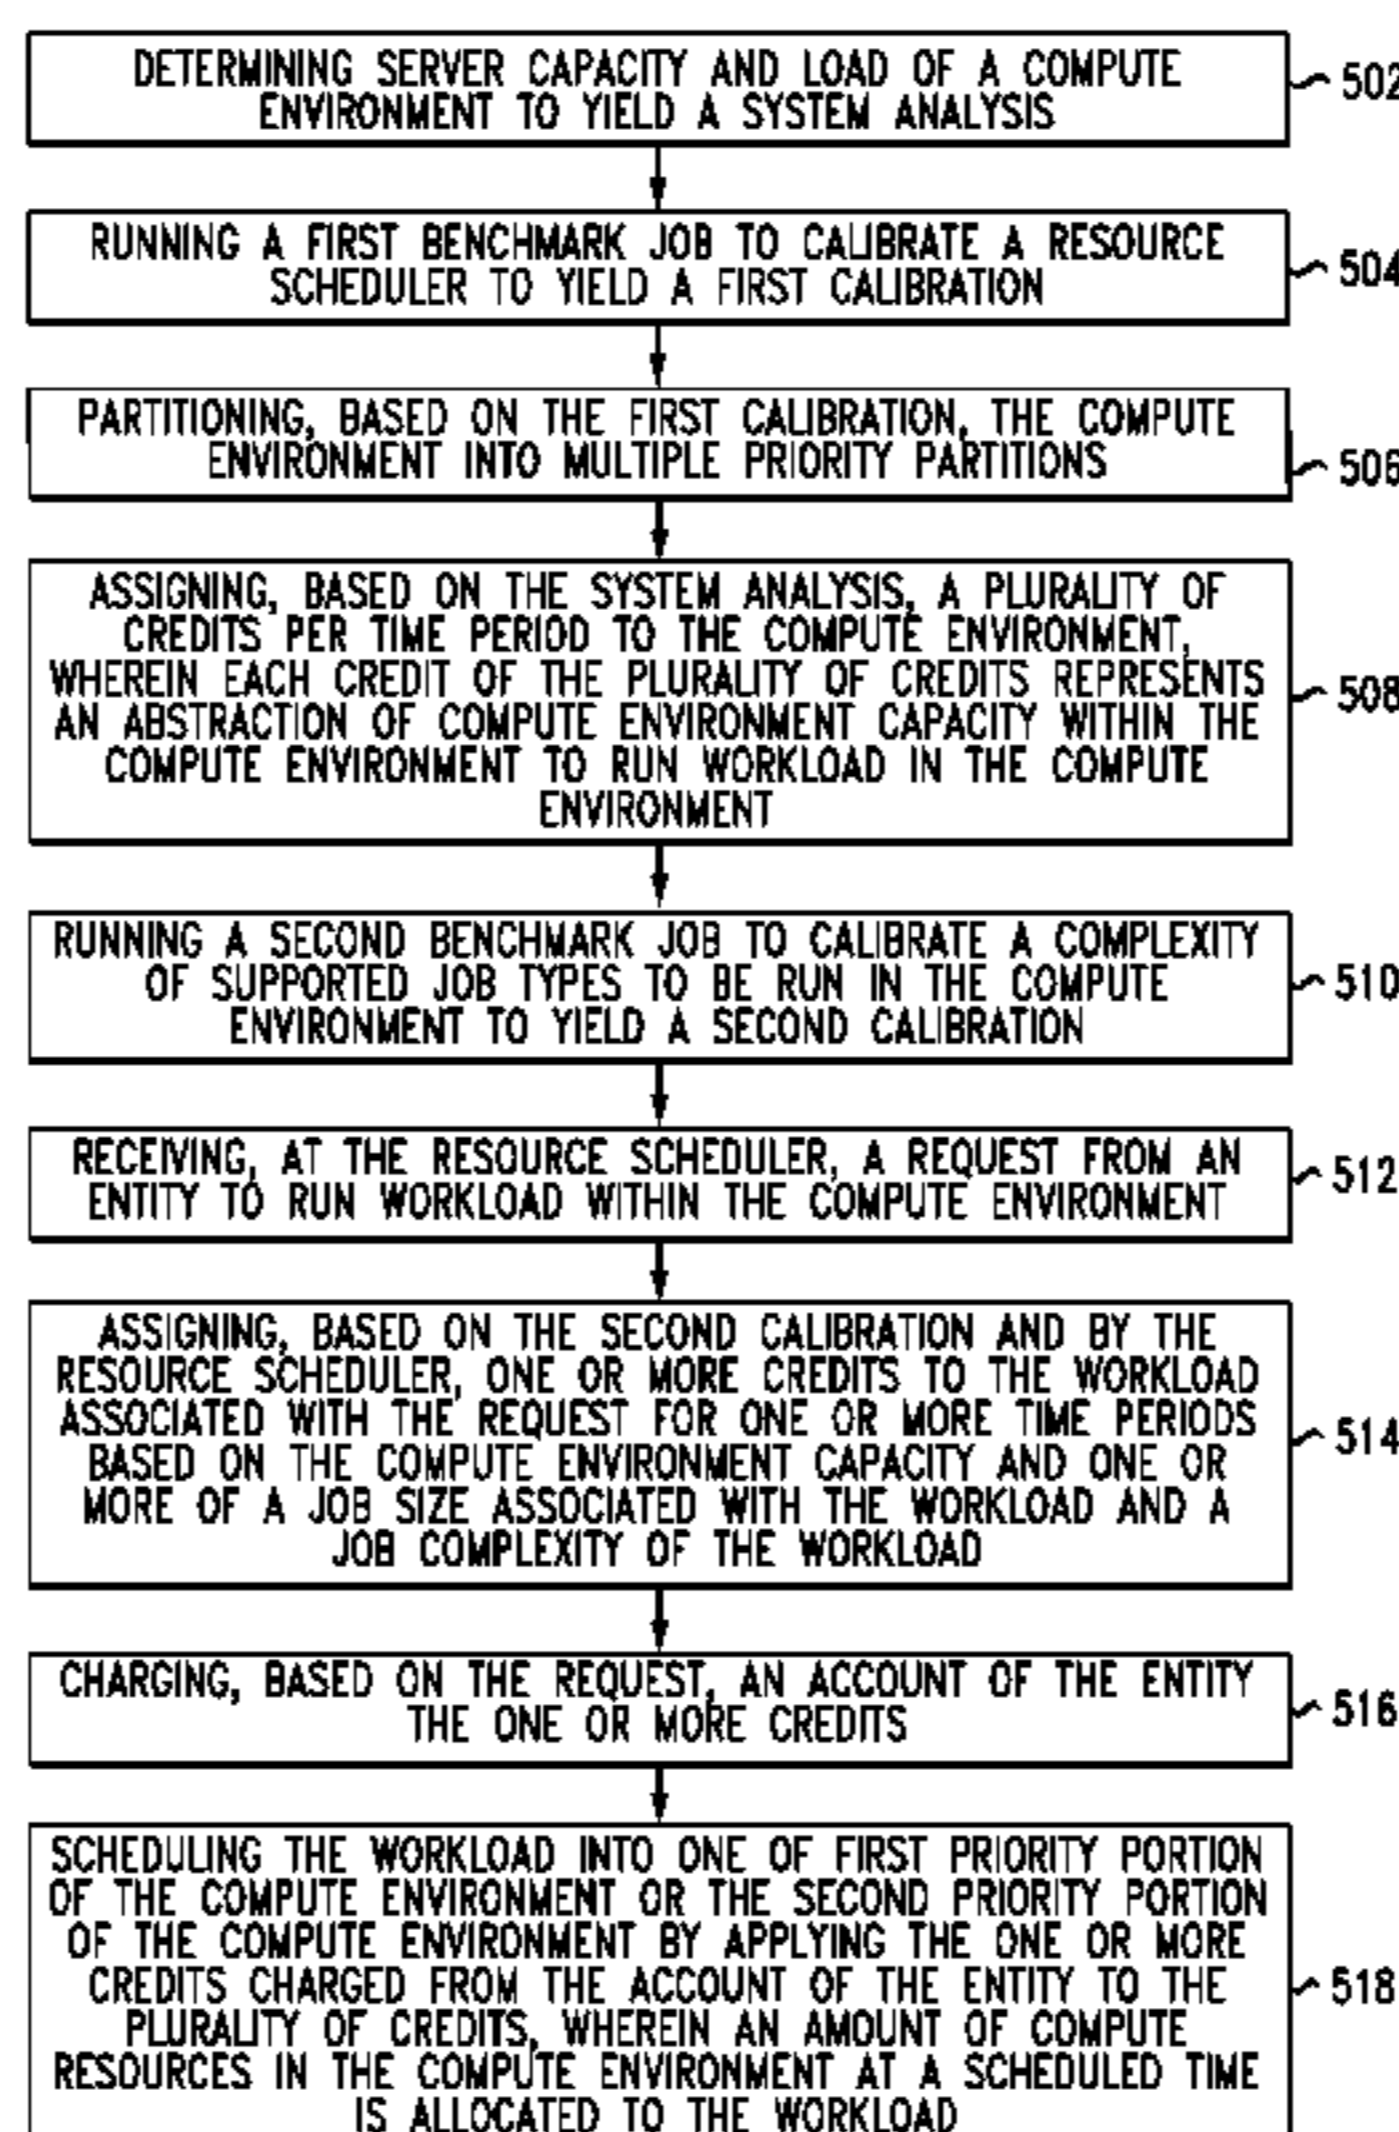 DETERMINING SERVER CAPACITY AND LOAD OF A COMPUTE
ENVIRONMENT TO YIELD A SYSTEM ANALYSIS
502
RUNNING A FIRST BENCHMARK JOB TO CALIBRATE A RESOURCE
SCHEDULER TO YIELD A FIRST CALIBRATION
504
PARTITIONING, BASED ON THE FIRST CALIBRATION, THE COMPUTE
ENVIRONMENT INTO MULTIPLE PRIORITY PARTITIONS
506
ASSIGNING, BASED ON THE SYSTEM ANALYSIS, A PLURALITY OF
CREDITS PER TIME PERIOD TO THE COMPUTE ENVIRONMENT,
WHEREIN EACH CREDIT OF THE PLURALITY OF CREDITS REPRESENTS
AN ABSTRACTION OF COMPUTE ENVIRONMENT CAPACITY WITHIN THE
COMPUTE ENVIRONMENT TO RUN WORKLOAD IN THE COMPUTE
ENVIRONMENT
508
RUNNING A SECOND BENCHMARK JOB TO CALIBRATE A COMPLEXITY
OF SUPPORTED JOB TYPES TO BE RUN IN THE COMPUTE
ENVIRONMENT TO YIELD A SECOND CALIBRATION
510
RECEIVING, AT THE RESOURCE SCHEDULER, A REQUEST FROM AN
ENTITY TO RUN WORKLOAD WITHIN THE COMPUTE ENVIRONMENT
512
ASSIGNING, BASED ON THE SECOND CALIBRATION AND BY THE
RESOURCE SCHEDULER, ONE OR MORE CREDITS TO THE WORKLOAD
ASSOCIATED WITH THE REQUEST FOR ONE OR MORE TIME PERIODS
BASED ON THE COMPUTE ENVIRONMENT CAPACITY AND ONE OR
MORE OF A JOB SIZE ASSOCIATED WITH THE WORKLOAD AND A
JOB COMPLEXITY OF THE WORKLOAD
514
CHARGING, BASED ON THE REQUEST, AN ACCOUNT OF THE ENTITY
THE ONE OR MORE CREDITS
516
SCHEDULING THE WORKLOAD INTO ONE OF FIRST PRIORITY PORTION
OF THE COMPUTE ENVIRONMENT OR THE SECOND PRIORITY PORTION
OF THE COMPUTE ENVIRONMENT BY APPLYING THE ONE OR MORE
CREDITS CHARGED FROM THE ACCOUNT OF THE ENTITY TO THE
PLURALITY OF CREDITS, WHEREIN AN AMOUNT OF COMPUTE
RESOURCES IN THE COMPUTE ENVIRONMENT AT A SCHEDULED TIME
IS ALLOCATED TO THE WORKLOAD
518